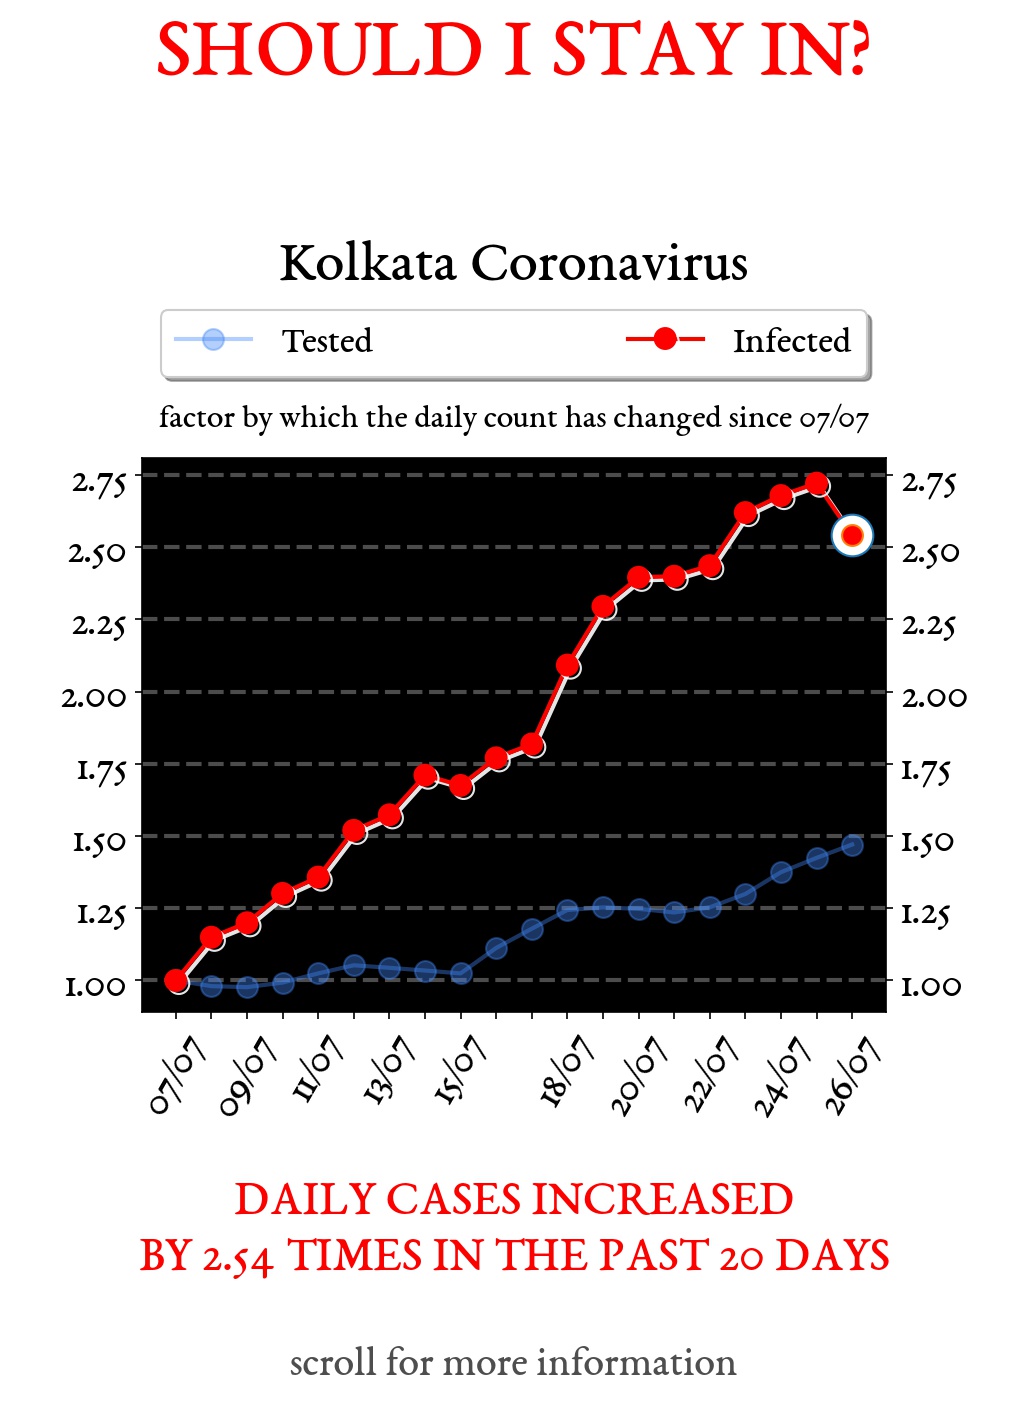 SHOULD I STAY IN?
Kolkata Coronavirus
Tested Infected
factor by which the daily count has changed since 07/07
2.75 2.75
2.50 2.50
2.25 2.25
2.00 2.00
1.75 1.75
1.50 1.50
1.25 1.25
1.00 1.00
07/07 09/07 11/07 13/07 15/07 18/07 20/07 22/07 24/07 26/07
DAILY CASES INCREASED
BY 2.54 TIMES IN THE PAST 20 DAYS
scroll for more information